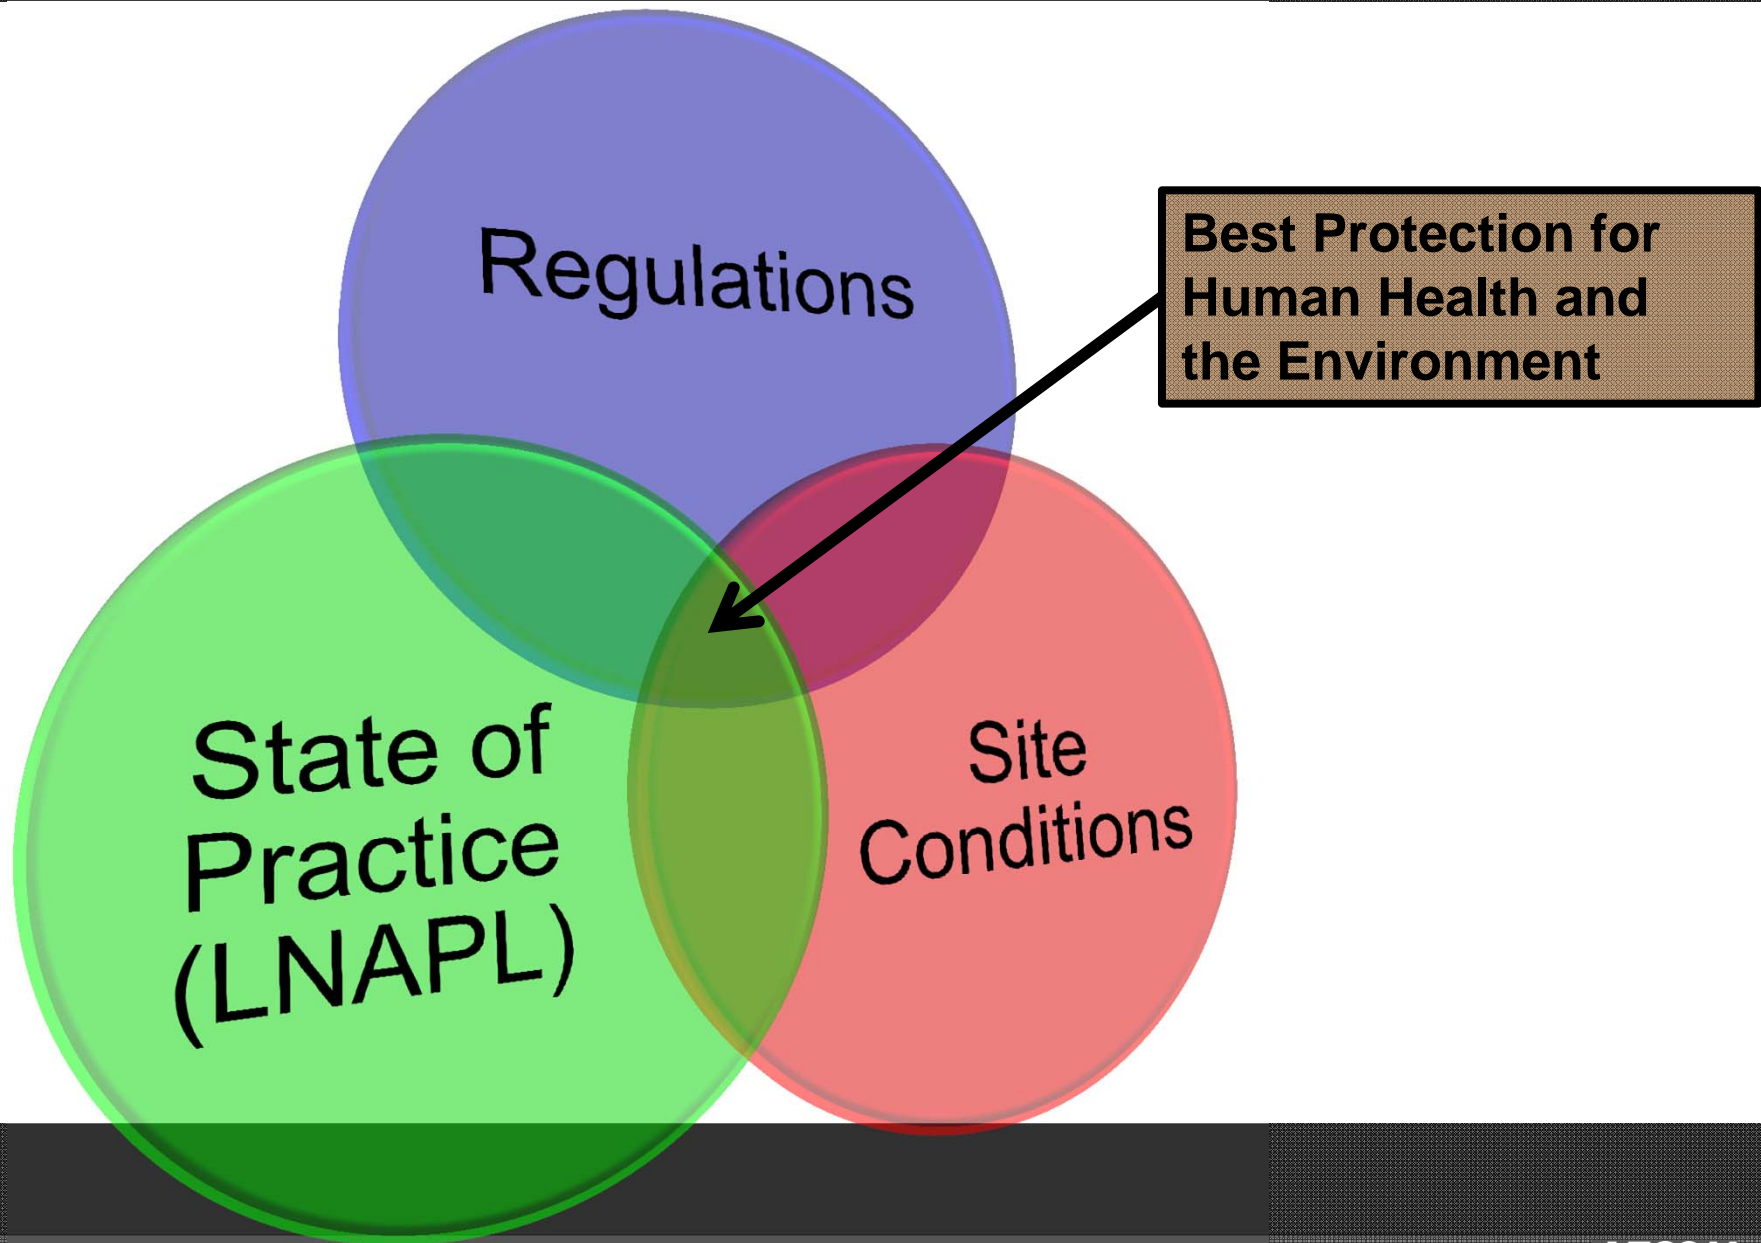 Regulations
Best Protection for
Human Health and
the Environment
State of
Practice
(LNAPL)
Site
Conditions